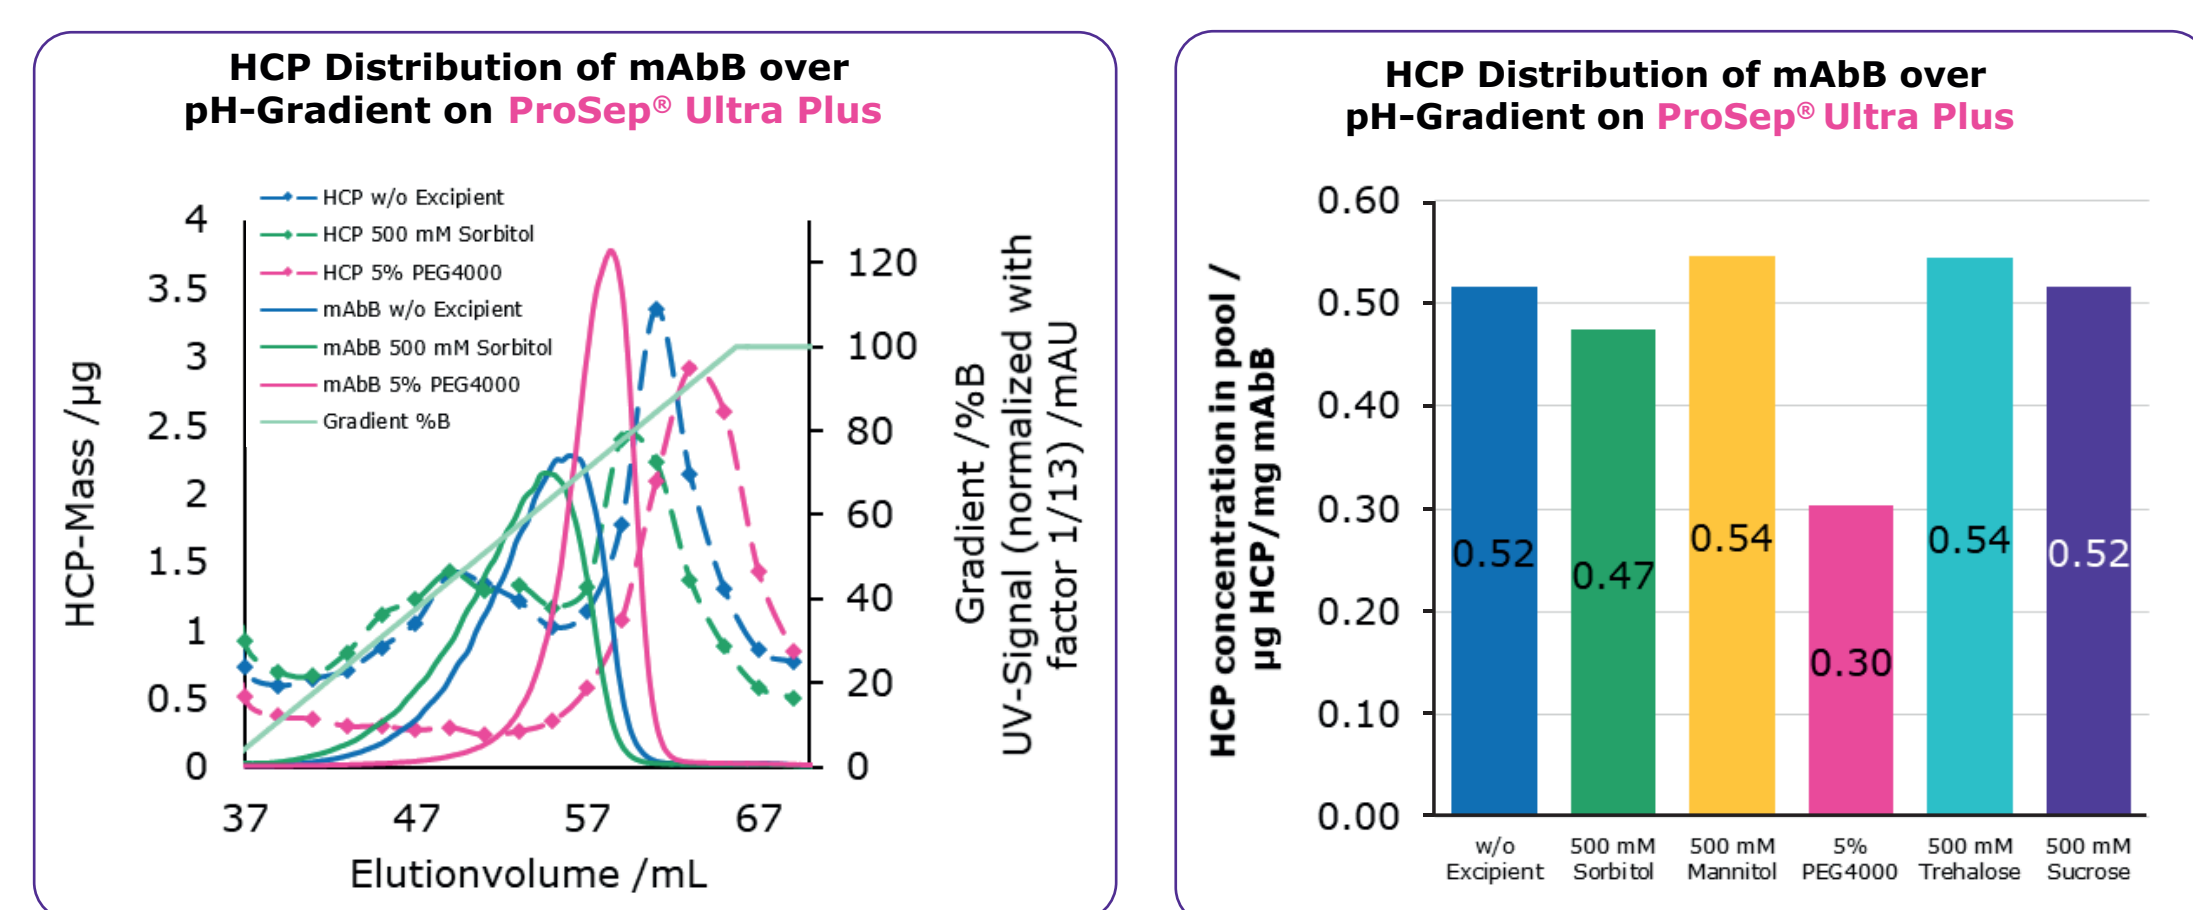 HCP Distribution of mAbB over
pH-Gradient on ProSep® Ultra Plus
HCP w/o Excipient
HCP 500 mM Sorbitol
HCP 5% PEG4000
mAbB w/o Excipient
mAbB 500 mM Sorbitol
mAbB 5% PEG4000
Gradient %B
4
3.5
3
2.5
2
1.5
1
0.5
0
HCP-Mass /µg
120
100
80
60
40
20
0
Gradient /%B
UV-Signal (normalized with
factor 1/13) /mAU
37
47
57
67
Elutionvolume /mL
HCP Distribution of mAbB over
pH-Gradient on ProSep® Ultra Plus
HCP concentration in pool /
µg HCP/mg mAbB
0.60
0.50
0.40
0.30
0.20
0.10
0.00
0.52
0.47
0.54
0.30
0.54
0.52
w/o
Excipient
500 mM
Sorbitol
500 mM
Mannitol
5%
PEG4000
500 mM
Trehalose
500 mM
Sucrose